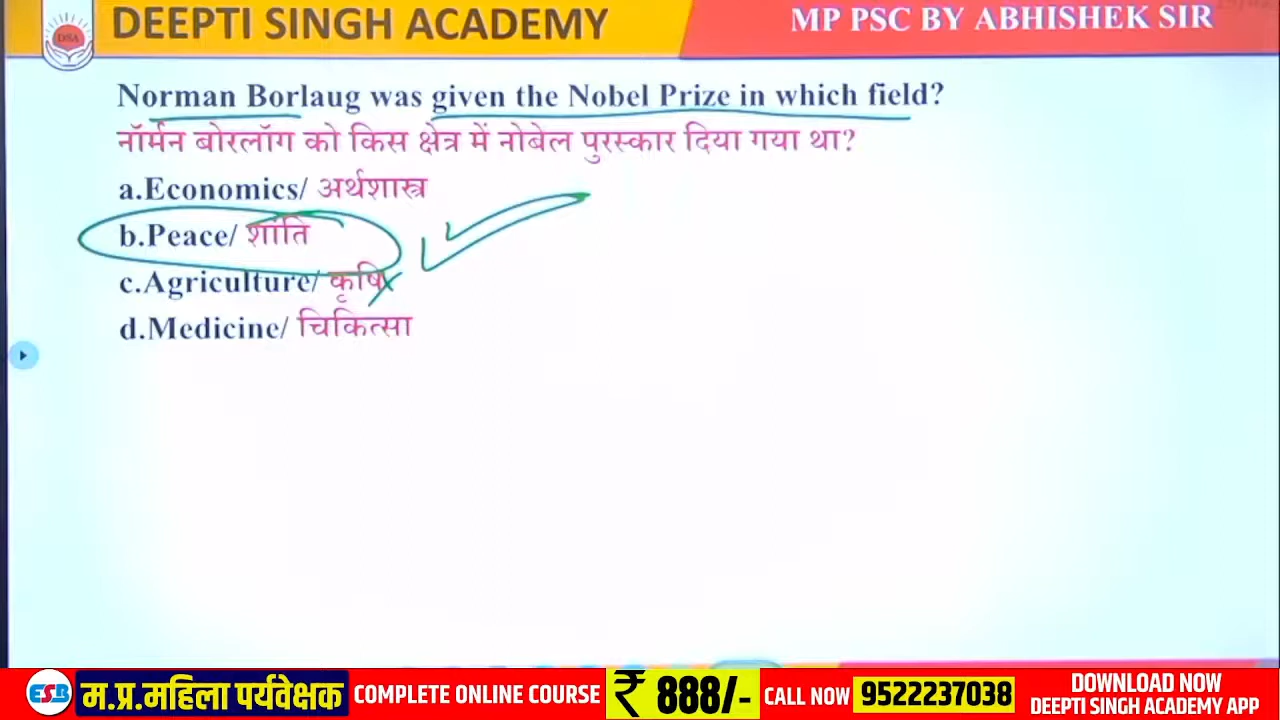 DSA
DEEPTI SINGH ACADEMY
MP PSC BY ABHISHEK SIR
Norman Borlaug was given the Nobel Prize in which field?
नॉर्मन बोरलॉग को किस क्षेत्र में नोबेल पुरस्कार दिया गया था?
a.Economics/ अर्थशास्त्र
b.Peace/ शांति
c.Agriculture/ कृषि
d.Medicine/ चिकित्सा
ESB म.प्र.महिला पर्यवेक्षक COMPLETE ONLINE COURSE ₹ 888/- CALL NOW 9522237038 DOWNLOAD NOW
DEEPTI SINGH ACADEMY APP